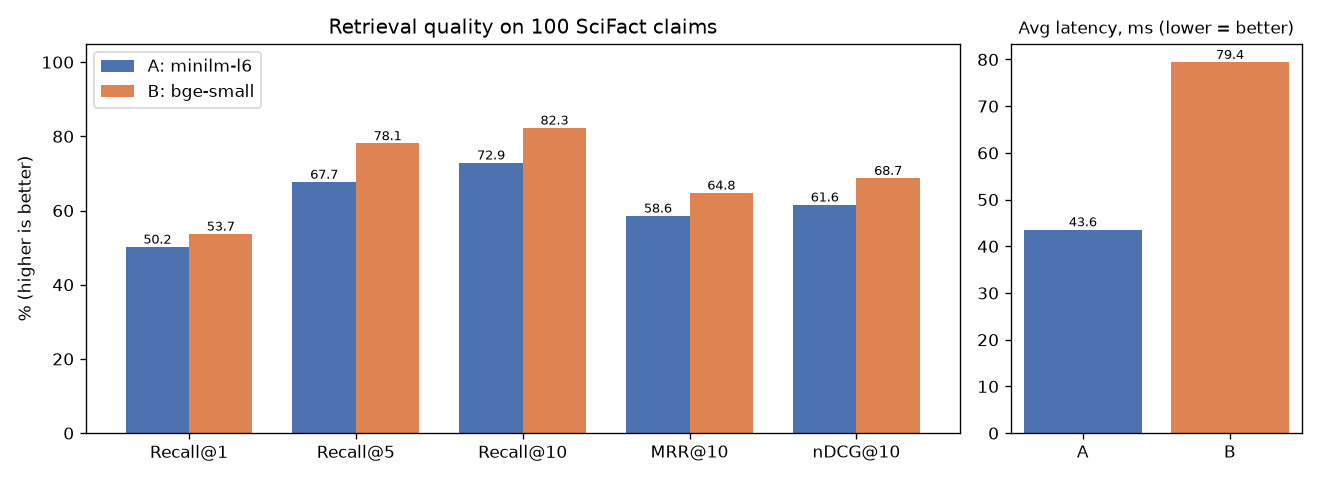 Retrieval quality on 100 SciFact claims
% (higher is better)
100
80
60
40
20
0
A: minilm-l6
B: bge-small
50.2
53.7
67.7
78.1
72.9
82.3
58.6
64.8
61.6
68.7
Recall@1
Recall@5
Recall@10
MRR@10
nDCG@10
Avg latency, ms (lower = better)
80
70
60
50
40
30
20
10
0
43.6
79.4
A
B